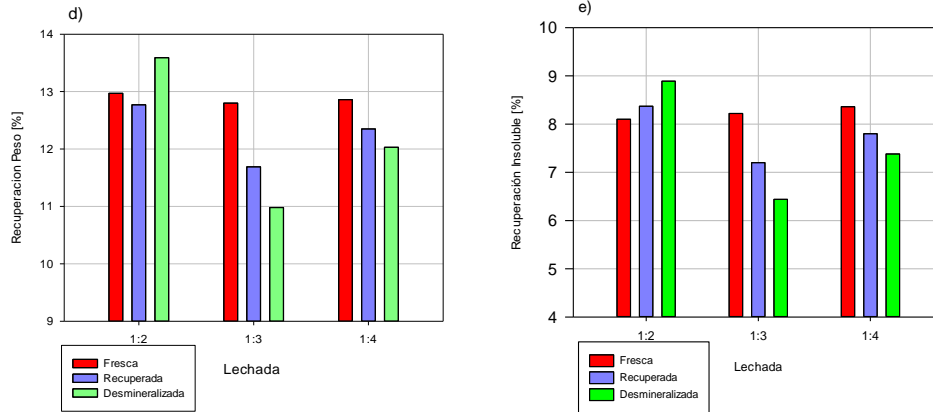 d)
14
13
12
11
10
9
Recuperacion Peso [%]
1:2
1:3
1:4
Lechada
Fresca
Recuperada
Desmineralizada
e)
10
9
8
7
6
5
4
Recuperación Insoluble [%]
1:2
1:3
1:4
Lechada
Fresca
Recuperada
Desmineralizada